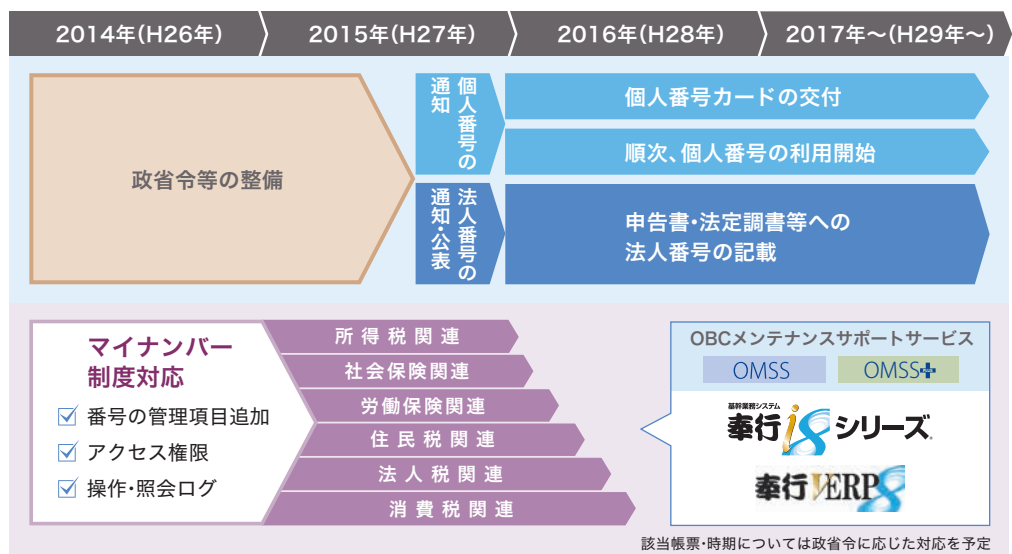 2014年(H26年)
2015年(H27年)
2016年(H28年)
2017年～(H29年～)
政省令等の整備
個人番号の
通知
個人番号カードの交付
順次、個人番号の利用開始
法人番号の
通知・公表
申告書・法定調書等への
法人番号の記載
マイナンバー
制度対応
番号の管理項目追加
アクセス権限
操作・照会ログ
所得税関連
社会保険関連
労働保険関連
住民税関連
法人税関連
消費税関連
OBCメンテナンスサポートサービス
OMSS
OMSS+
基幹業務システム
奉行i8シリーズ
奉行VERP8
該当帳票・時期については政省令に応じた対応を予定